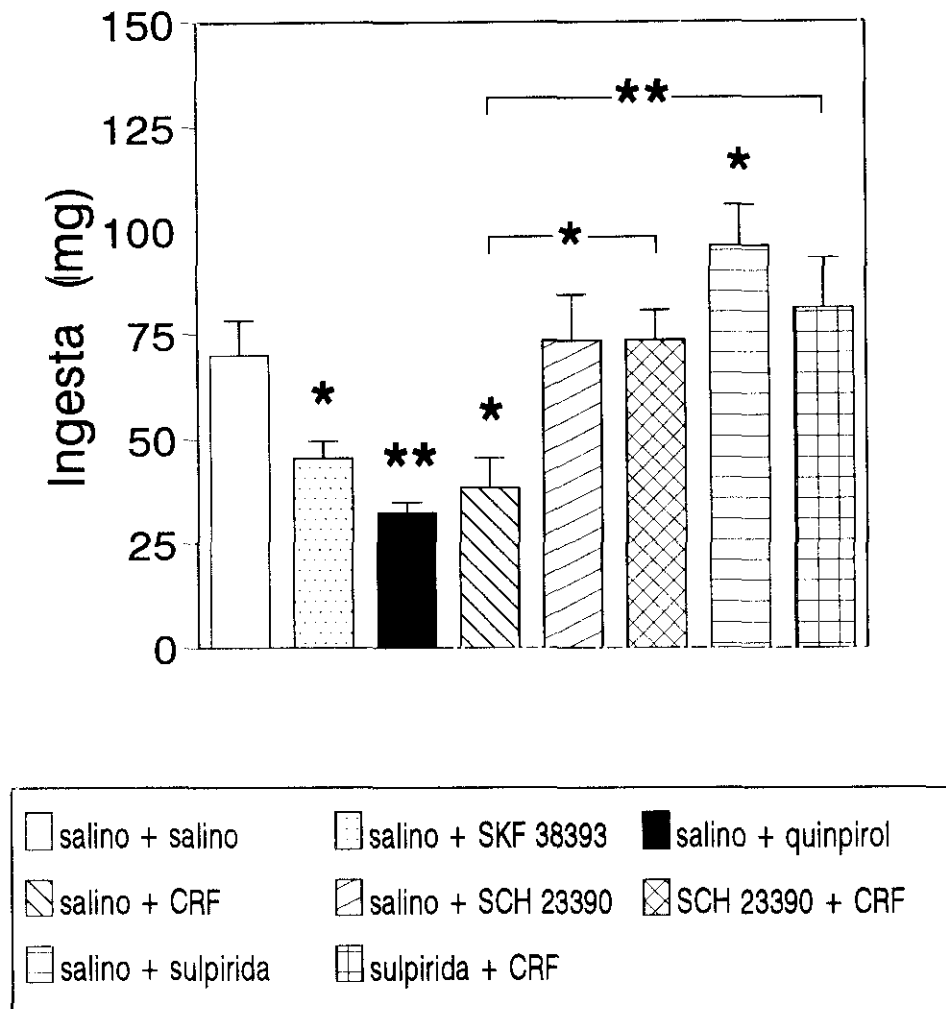 150
125
100
75
50
25
0
Ingesta (mg)
**
*
*
*
**
*
salino + salino
salino + SKF 38393
salino + quinpirol
salino + CRF
salino + SCH 23390
SCH 23390 + CRF
salino + sulpirida
sulpirida + CRF